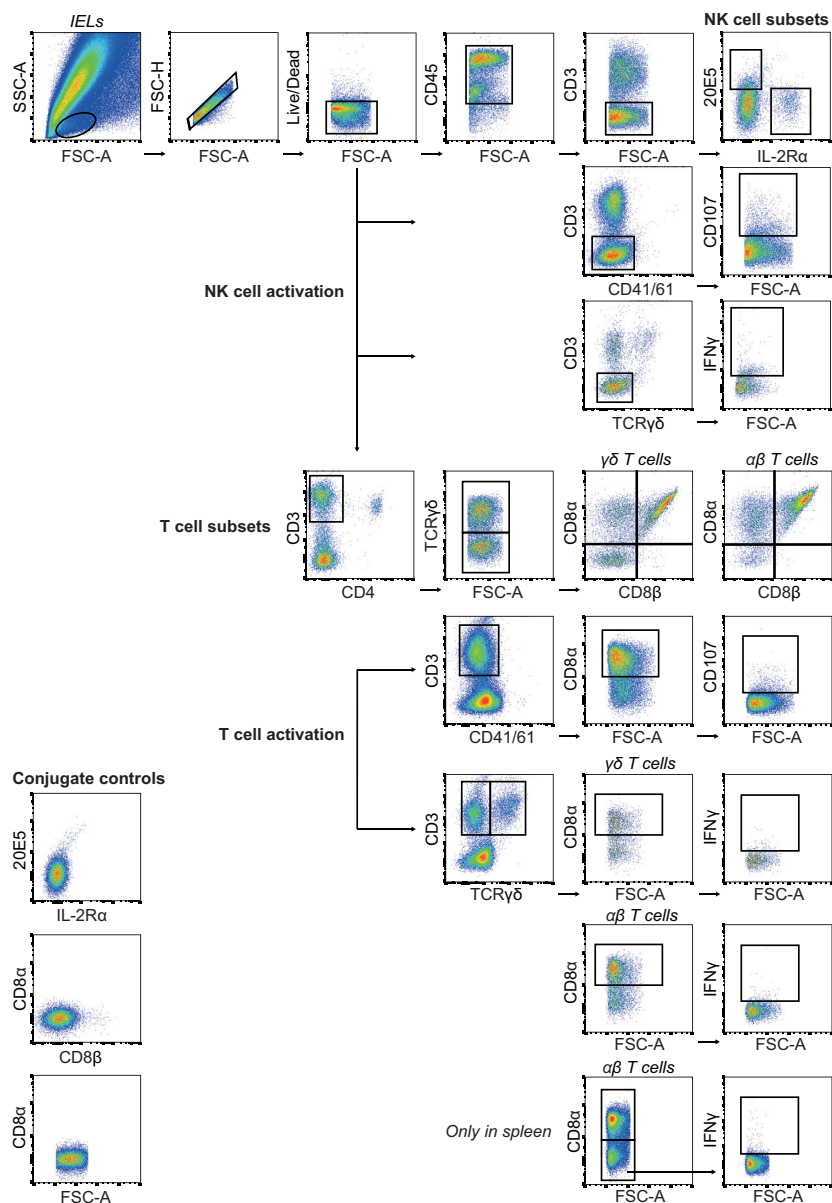 IELs
NK cell subsets
SSC-A
FSC-H
Live/Dead
CD45
CD3
20E5
FSC-A
FSC-A
FSC-A
FSC-A
FSC-A
IL-2Rα
CD3
CD107
CD41/61
FSC-A
NK cell activation
CD3
IFNγ
TCRγδ
FSC-A
γδ T cells
αβ T cells
T cell subsets
CD3
TCRγδ
CD8α
CD8α
CD4
FSC-A
CD8β
CD8β
CD3
CD8α
CD107
CD41/61
FSC-A
FSC-A
T cell activation
γδ T cells
Conjugate controls
20E5
CD3
CD8α
IFNγ
IL-2Rα
TCRγδ
FSC-A
FSC-A
αβ T cells
CD8α
CD8α
IFNγ
CD8β
FSC-A
FSC-A
αβ T cells
CD8α
Only in spleen
CD8α
IFNγ
FSC-A
FSC-A
FSC-A